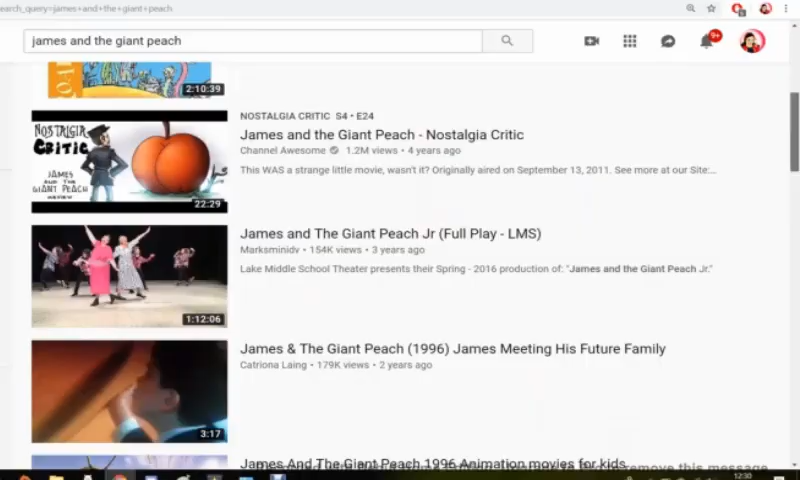 earch_query=james+and+the+giant+peach
james and the giant peach
9+
2:10:39
NOSTALGIA CRITIC S4 • E24
James and the Giant Peach - Nostalgia Critic
Channel Awesome 1.2M views • 4 years ago
This WAS a strange little movie, wasn't it? Originally aired on September 13, 2011. See more at our Site:...
NOSTALGIA
CRITIC
JAMES
AND THE
GIANT PEACH
REVIEW
22:29
James and The Giant Peach Jr (Full Play - LMS)
Marksminidv • 154K views • 3 years ago
Lake Middle School Theater presents their Spring - 2016 production of: "James and the Giant Peach Jr."
1:12:06
James & The Giant Peach (1996) James Meeting His Future Family
Catriona Laing • 179K views • 2 years ago
3:17
James And The Giant Peach 1996 Animation movies for kids
remove this message
12:30